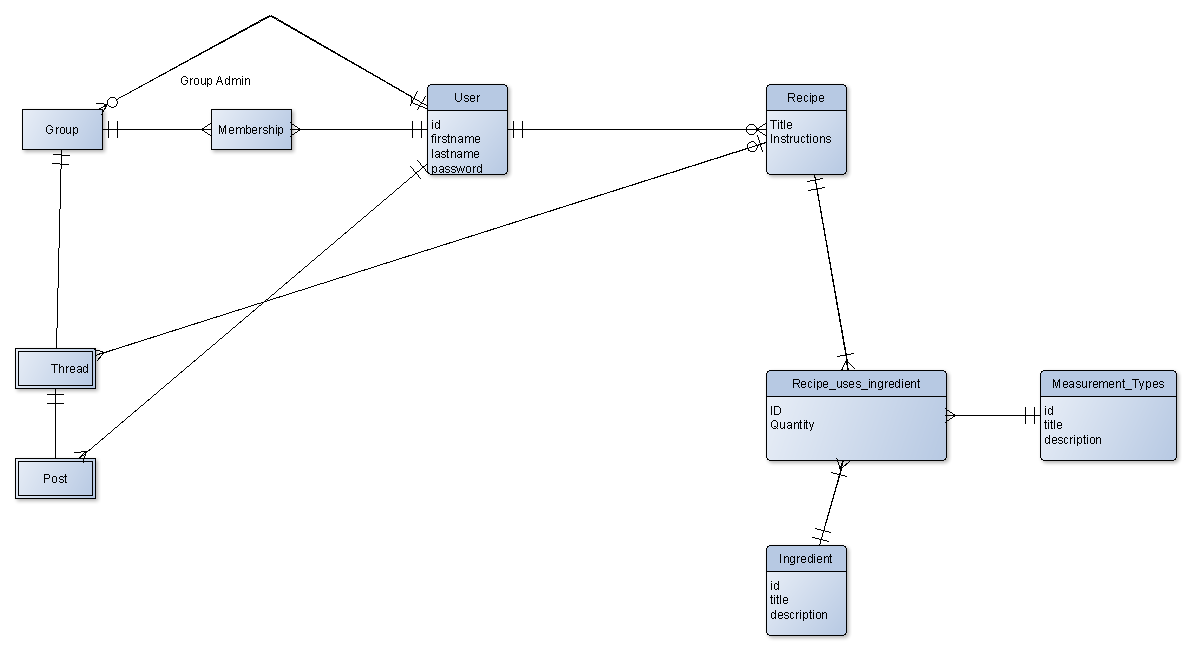 Group Admin
User
id
firstname
lastname
password
Recipe
Title
Instructions
Group
Membership
Thread
Post
Recipe_uses_ingredient
ID
Quantity
Measurement_Types
id
title
description
Ingredient
id
title
description